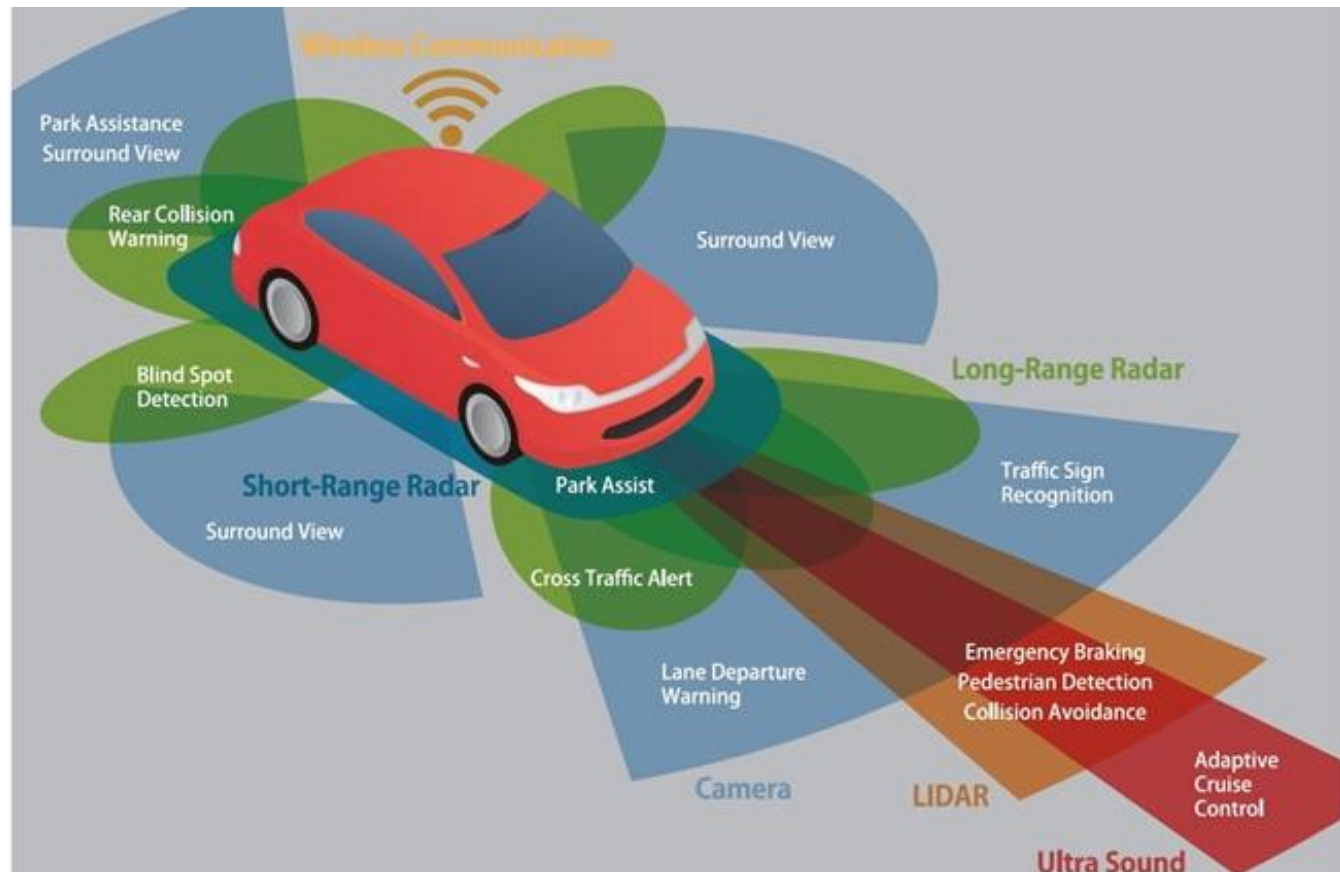 Wireless Communication
Park Assistance
Surround View
Rear Collision
Warning
Surround View
Blind Spot
Detection
Long-Range Radar
Short-Range Radar
Park Assist
Traffic Sign
Recognition
Surround View
Cross Traffic Alert
Lane Departure
Warning
Emergency Braking
Pedestrian Detection
Collision Avoidance
Camera
LIDAR
Adaptive
Cruise
Control
Ultra Sound